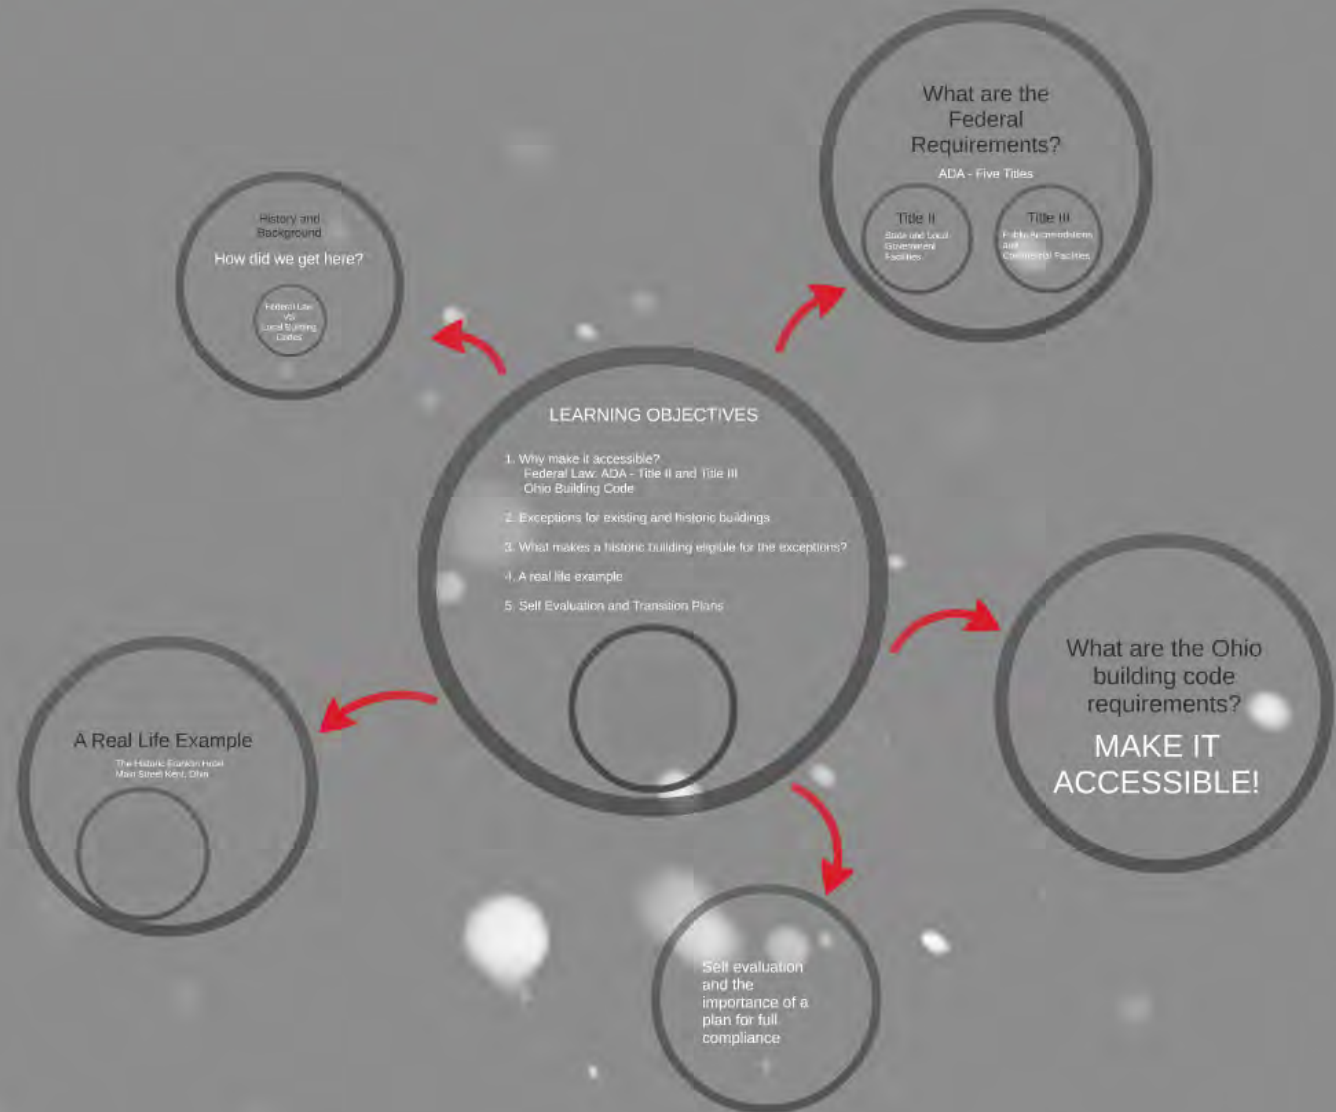 What are the
Federal
Requirements?
ADA - Five Titles
Title II
State and Local
Government
Facilities
Title III
Public Accomodations
and
Commercial Facilities
History and
Background
How did we get here?
Federal Law
VS
Local Building
Codes
LEARNING OBJECTIVES
1. Why make it accessible?
Federal Law: ADA - Title II and Title III
Ohio Building Code
2. Exceptions for existing and historic buildings
3. What makes a historic building eligible for the exceptions?
4. A real life example
5. Self Evaluation and Transition Plans
What are the Ohio
building code
requirements?
MAKE IT
ACCESSIBLE!
A Real Life Example
The Historic Franklin Hotel
Main Street Kent, Ohio
Self evaluation
and the
importance of a
plan for full
compliance